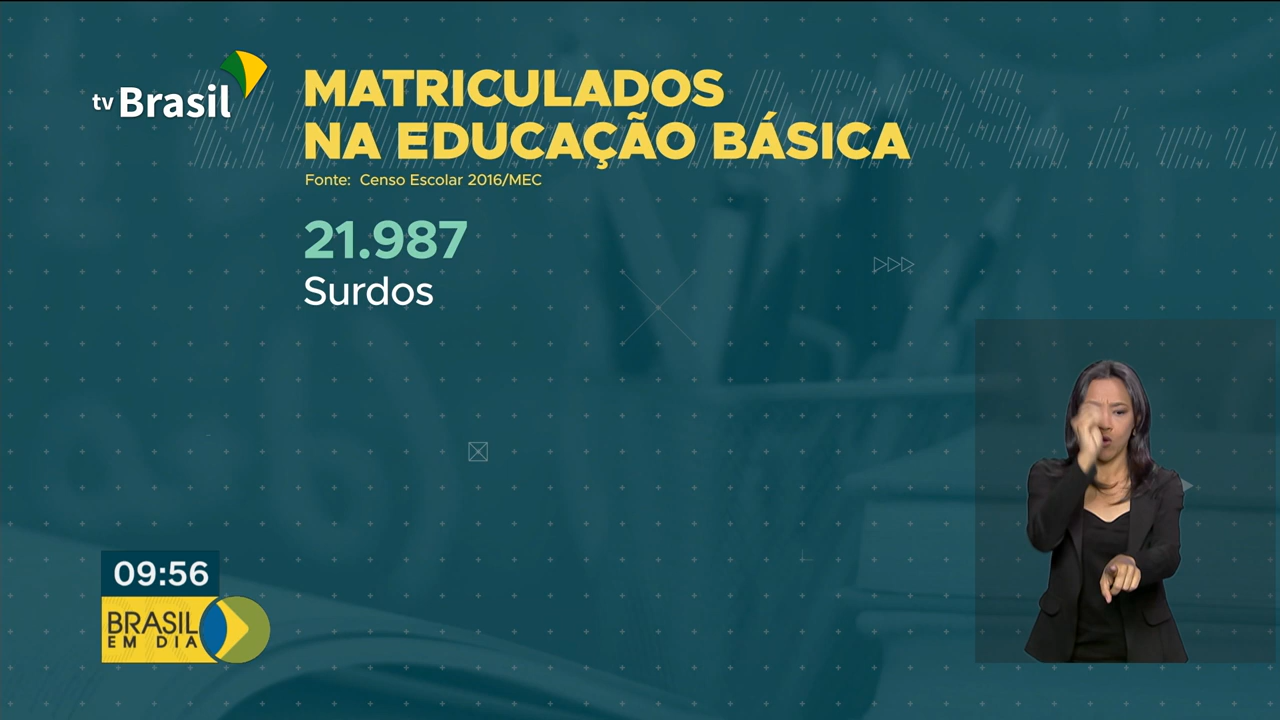 tv Brasil
MATRICULADOS
NA EDUCAÇÃO BÁSICA
Fonte: Censo Escolar 2016/MEC
21.987
Surdos
09:56
BRASIL
EM DIA